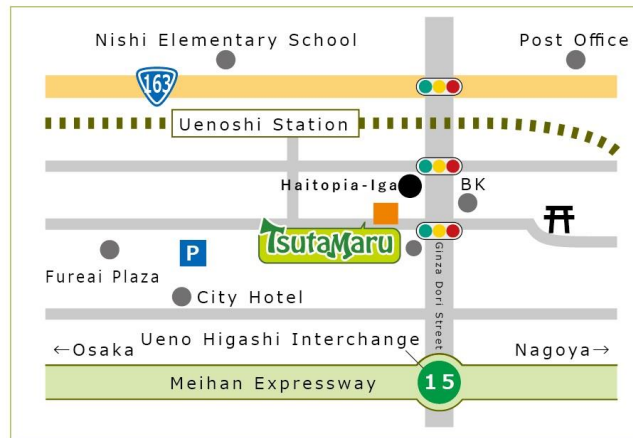 Nishi Elementary School
Post Office
163
Uenoshi Station
Haitopia-Iga
BK
TsutaMaru
P
Fureai Plaza
City Hotel
Ginza Dori Street
Ueno Higashi Interchange
←Osaka
Nagoya→
Meihan Expressway
15